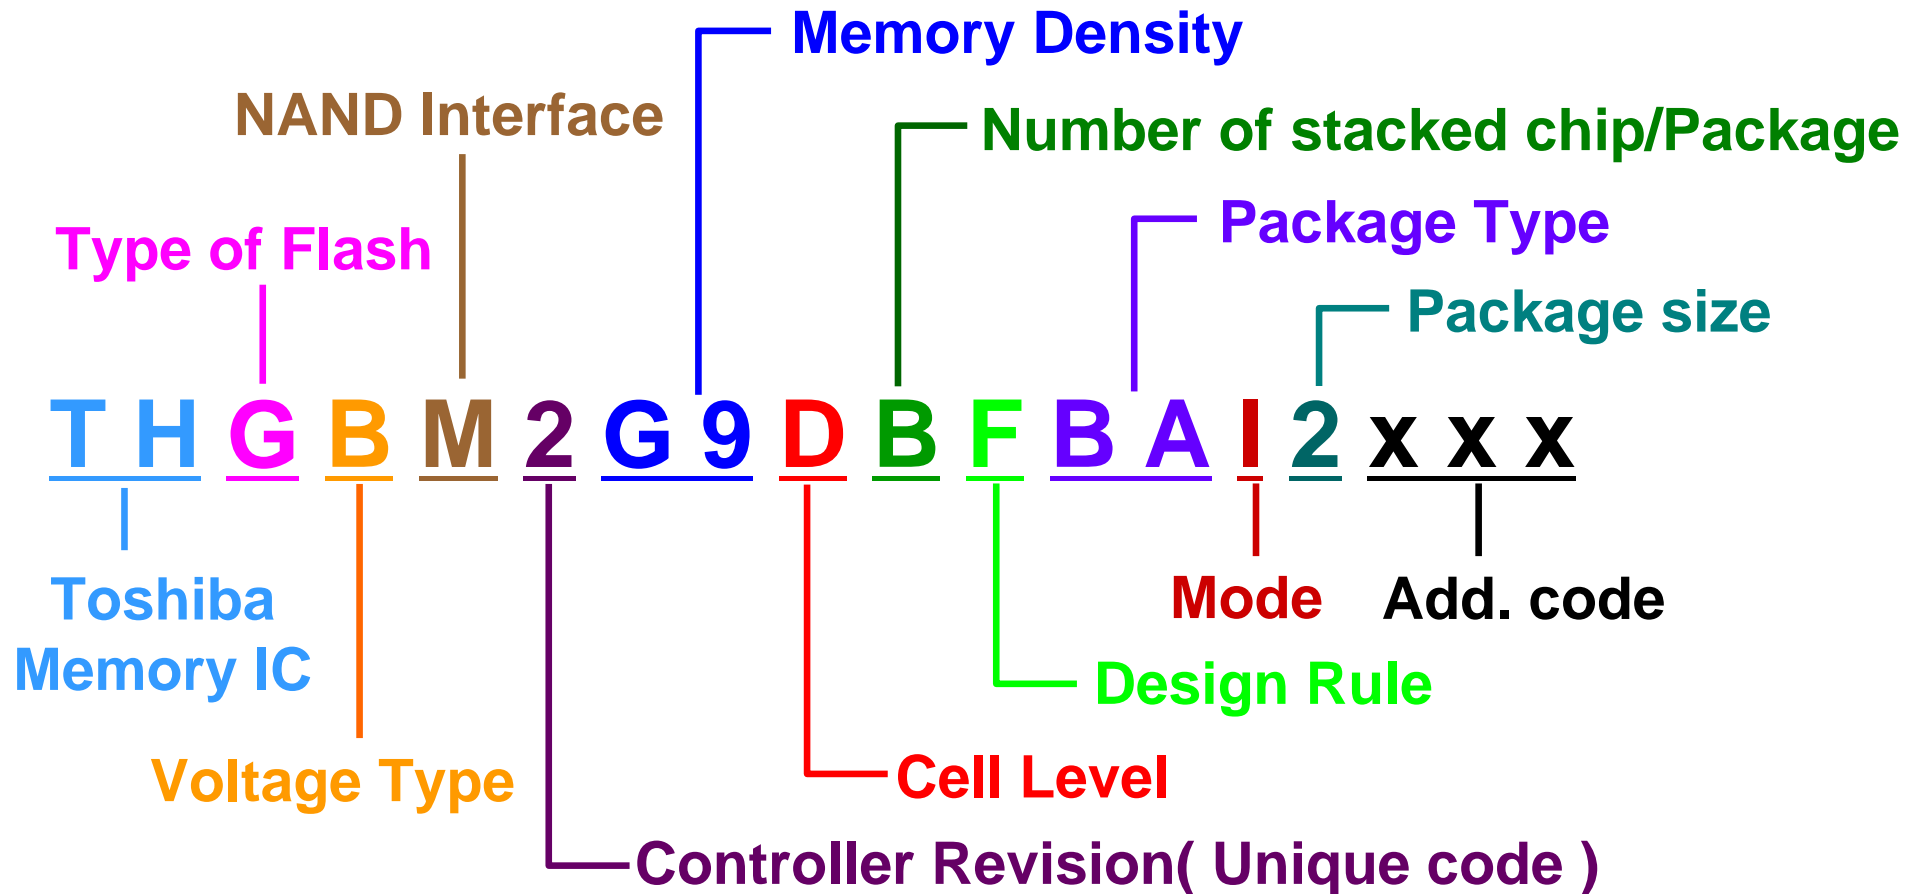 Memory Density
NAND Interface
Number of stacked chip/Package
Type of Flash
Package Type
Package size
T H G B M 2 G 9 D B F B A I 2 x x x
Toshiba
Memory IC
Mode
Add. code
Design Rule
Voltage Type
Cell Level
Controller Revision( Unique code )